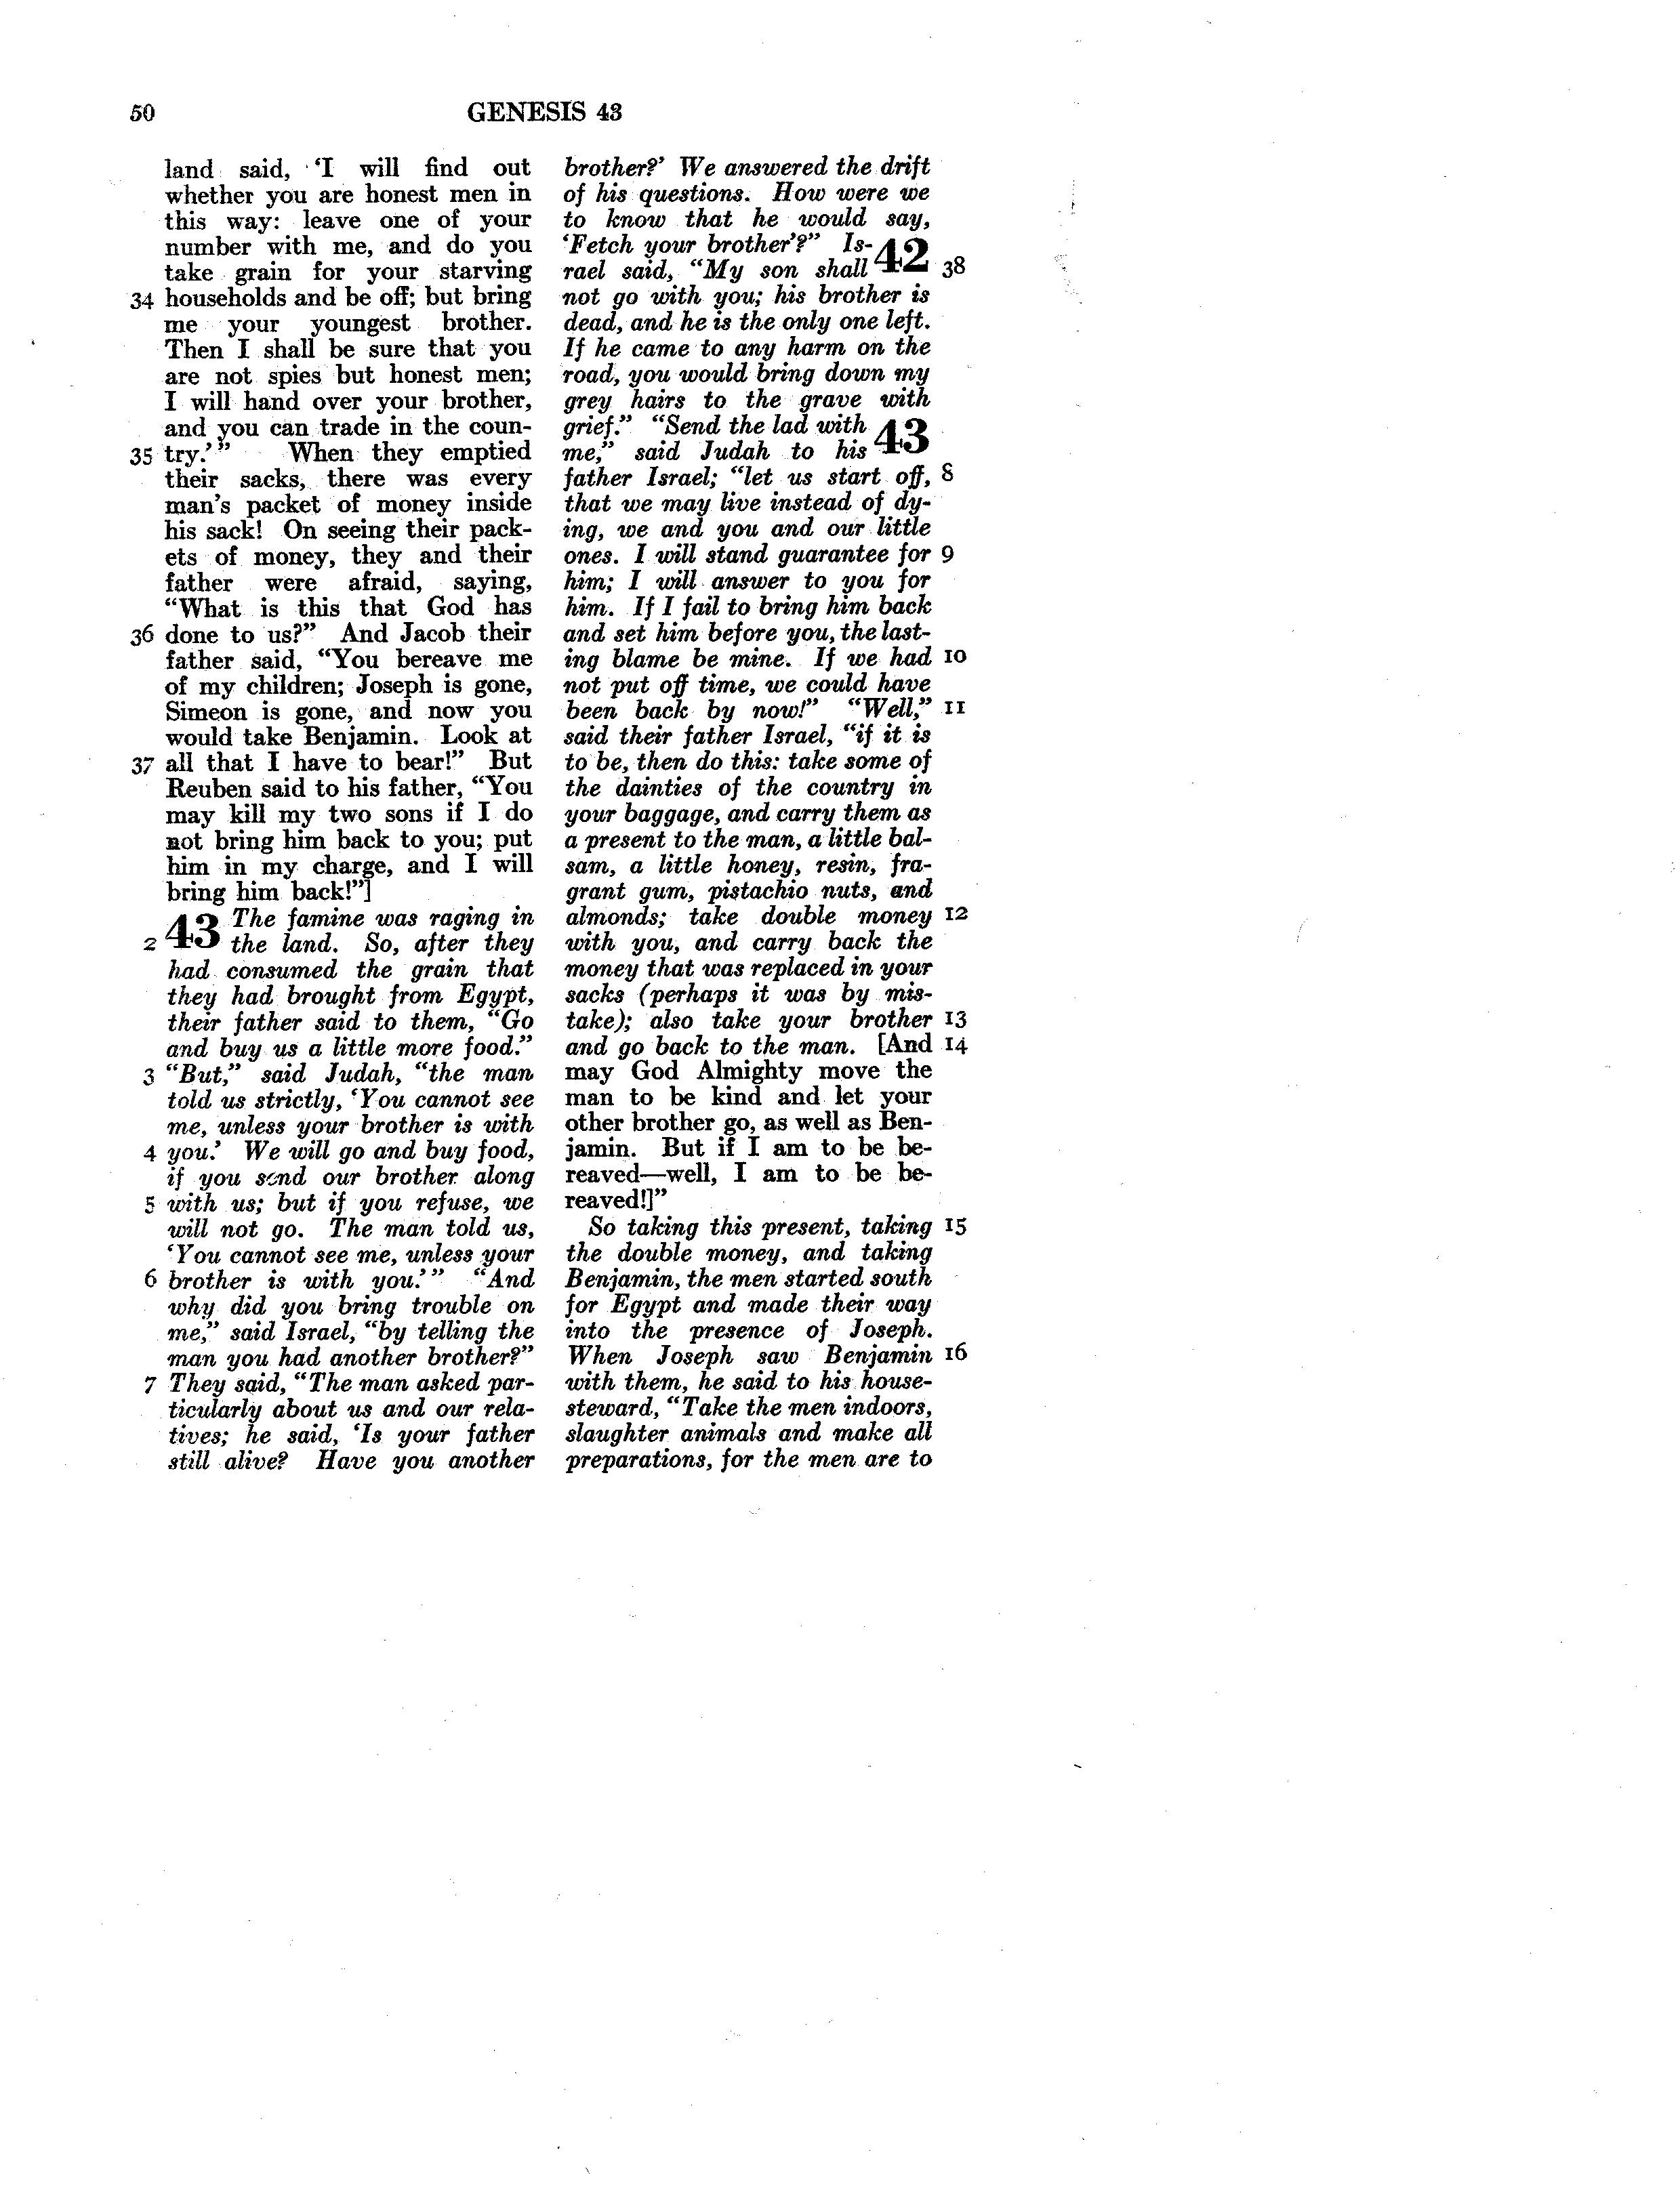 50 GENESIS 43
land said, ‘I will find out
whether you are honest men in
this way: leave one of your
number with me, and do you
take grain for your starving
34 households and be off; but bring
me your youngest brother.
Then I shall be sure that you
are not spies but honest men;
I will hand over your brother,
and you can trade in the coun-
35 try.’” When they emptied
their sacks, there was every
man's packet of money inside
his sack! On seeing their pack-
ets of money, they and their
father were afraid, saying,
“What is this that God has
36 done to us?” And Jacob their
father said, “You bereave me
of my children; Joseph is gone,
Simeon is gone, and now you
would take Benjamin. Look at
37 all that I have to bear!” But
Reuben said to his father, “You
may kill my two sons if I do
not bring him back to you; put
him in my charge, and I will
bring him back!”]
43 The famine was raging in
2 the land. So, after they
had consumed the grain that
they had brought from Egypt,
their father said to them, “Go
and buy us a little more food.”
3 “But,” said Judah, “the man
told us strictly, ‘You cannot see
me, unless your brother is with
4 you.’ We will go and buy food,
if you send our brother along
5 with us; but if you refuse, we
will not go. The man told us,
‘You cannot see me, unless your
6 brother is with you.’” “And
why did you bring trouble on
me,” said Israel, “by telling the
man you had another brother?”
7 They said, “The man asked par-
ticularly about us and our rela-
tives; he said, ‘Is your father
still alive? Have you another
brother?’ We answered the drift
of his questions. How were we
to know that he would say,
‘Fetch your brother’?” Is- 42
rael said, “My son shall 38
not go with you; his brother is
dead, and he is the only one left.
If he came to any harm on the
road, you would bring down my
grey hairs to the grave with
grief.” “Send the lad with 43
me,” said Judah to his
father Israel; “let us start off, 8
that we may live instead of dy-
ing, we and you and our little
ones. I will stand guarantee for 9
him; I will answer to you for
him. If I fail to bring him back
and set him before you, the last-
ing blame be mine. If we had 10
not put off time, we could have
been back by now!” “Well,” 11
said their father Israel, “if it is
to be, then do this: take some of
the dainties of the country in
your baggage, and carry them as
a present to the man, a little bal-
sam, a little honey, resin, fra-
grant gum, pistachio nuts, and
almonds; take double money 12
with you, and carry back the
money that was replaced in your
sacks (perhaps it was by mis-
take); also take your brother 13
and go back to the man. [And 14
may God Almighty move the
man to be kind and let your
other brother go, as well as Ben-
jamin. But if I am to be be-
reaved—well, I am to be be-
reaved!]”
So taking this present, taking 15
the double money, and taking
Benjamin, the men started south
for Egypt and made their way
into the presence of Joseph.
When Joseph saw Benjamin 16
with them, he said to his house-
steward, “Take the men indoors,
slaughter animals and make all
preparations, for the men are to